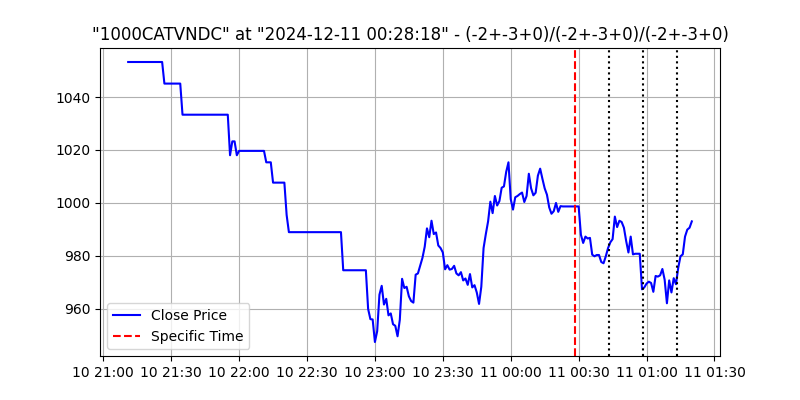 "1000CATVNDC" at "2024-12-11 00:28:18" - (-2+-3+0)/(-2+-3+0)/(-2+-3+0)
1040
1020
1000
980
960
Close Price
Specific Time
10 21:00 10 21:30 10 22:00 10 22:30 10 23:00 10 23:30 11 00:00 11 00:30 11 01:00 11 01:30